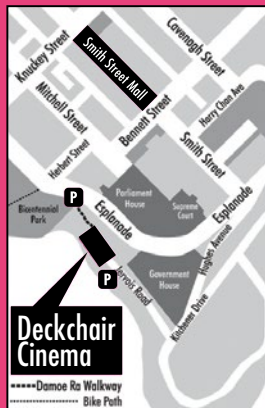 Cavenagh Street
Knuckey Street
Smith Street Mall
Mitchell Street
Bennett Street
Harry Chan Ave
Herbert Street
Smith Street
P
Parliament
House
Supreme
Court
Bicentennial
Park
Esplanade
Esplanade
Hughes Avenue
P
Jervois Road
Government
House
Kitchener Drive
Deckchair
Cinema
Damoe Ra Walkway
Bike Path